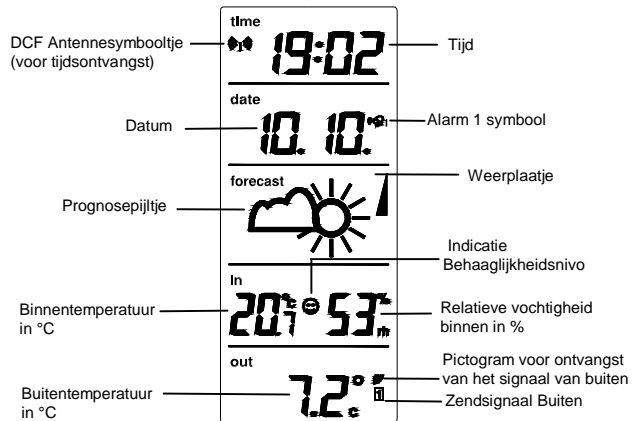 time
DCF Antennesymbooltje
(voor tijdsontvangst)
19:02
Tijd
date
Datum
10. 10.
Alarm 1 symbool
forecast
Weerplaatje
Prognosepijltje
Indicatie
Behaaglijkheidsnivo
In
Binnentemperatuur
in °C
20.7 °C
53 % rh
Relatieve vochtigheid
binnen in %
out
Pictogram voor ontvangst
van het signaal van buiten
Buitentemperatuur
in °C
7.2 °C
1
Zendsignaal Buiten